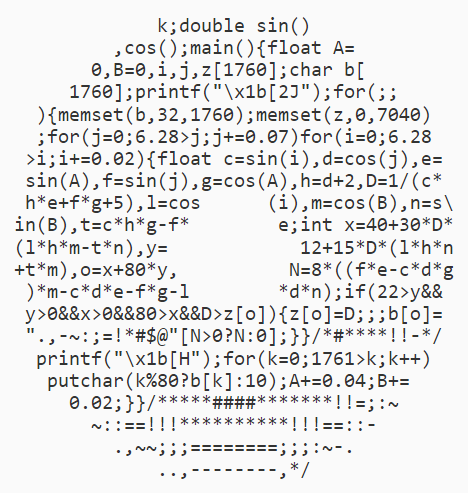 k;double sin()
,cos();main(){float A=
0,B=0,i,j,z[1760];char b[
1760];printf("\x1b[2J");for(;;
){memset(b,32,1760);memset(z,0,7040)
;for(j=0;6.28>j;j+=0.07)for(i=0;6.28
>i;i+=0.02){float c=sin(i),d=cos(j),e=
sin(A),f=sin(j),g=cos(A),h=d+2,D=1/(c*
h*e+f*g+5),l=cos (i),m=cos(B),n=s\
in(B),t=c*h*g-f* e;int x=40+30*D*
(l*h*m-t*n),y= 12+15*D*(l*h*n
+t*m),o=x+80*y, N=8*((f*e-c*d*g
)*m-c*d*e-f*g-l *d*n);if(22>y&&
y>0&&x>0&&80>x&&D>z[o]){z[o]=D;;;b[o]=
".,-~:;=!*#$@"[N>0?N:0];}}/*#****!!-*/
printf("\x1b[H");for(k=0;1761>k;k++)
putchar(k%80?b[k]:10);A+=0.04;B+=
0.02;}}/*****####*******!!=;:~
~::==!!!**********!!!==::-
.,~~;;;========;;;:~-.
..,--------,*/